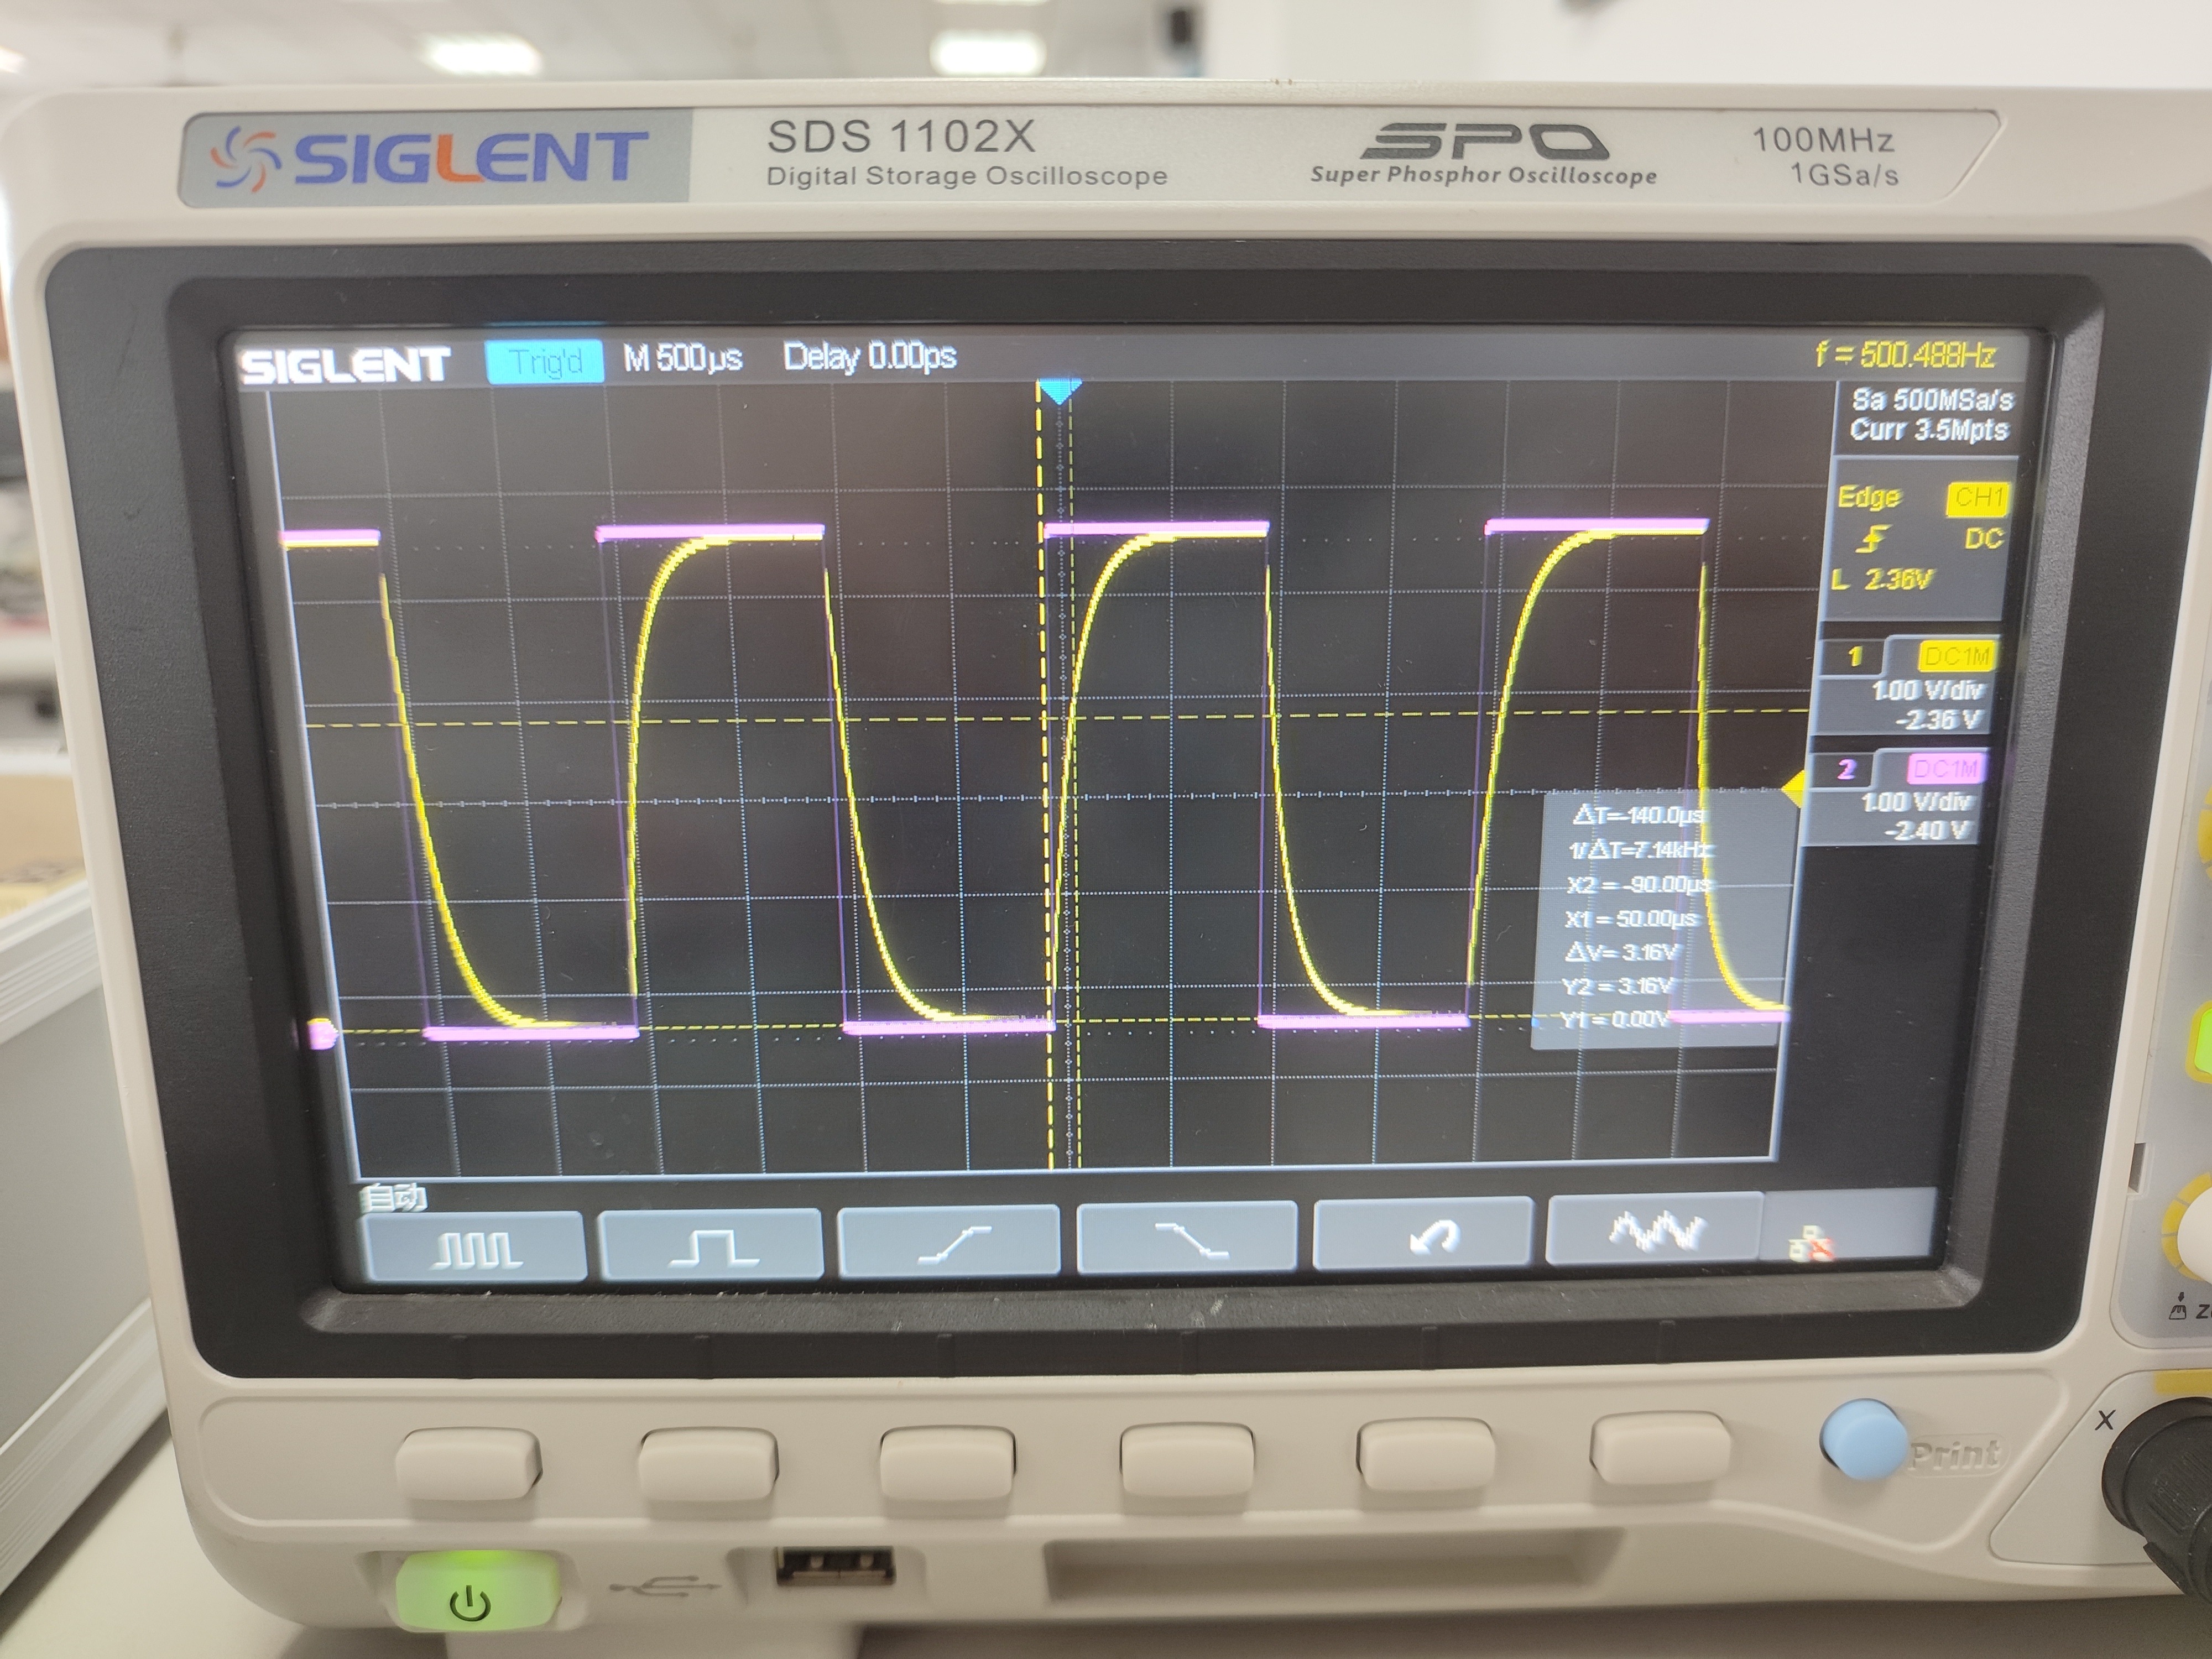 SIGLENT
SDS 1102X
Digital Storage Oscilloscope
SPO
Super Phosphor Oscilloscope
100MHz
1GSa/s
SIGLENT Trig'd M 500µs Delay 0.00ps f = 500.488Hz
Sa 500MSa/s
Curr 3.5Mpts
Edge CH1
DC
L 2.36V
1 DC1M
1.00 V/div
-2.36 V
2 DC1M
1.00 V/div
-2.40 V
ΔT=-140.0µs
1/ΔT=7.14kHz
X2 = -90.00µs
X1 = 50.00µs
ΔV= 3.16V
Y2 = 3.16V
Y1 = 0.00V
自动
Print
X